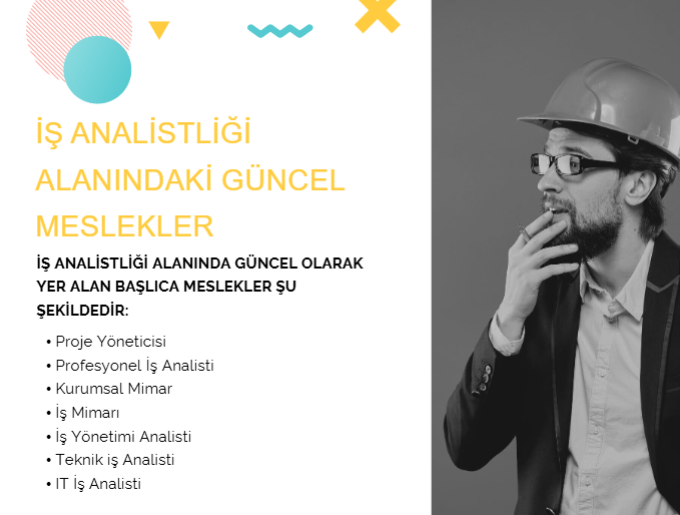 İŞ ANALİSTLİĞİ
ALANINDAKİ GÜNCEL
MESLEKLER
İŞ ANALİSTLİĞİ ALANINDA GÜNCEL OLARAK
YER ALAN BAŞLICA MESLEKLER ŞU
ŞEKİLDEDİR:
• Proje Yöneticisi
• Profesyonel İş Analisti
• Kurumsal Mimar
• İş Mimarı
• İş Yönetimi Analisti
• Teknik iş Analisti
• IT İş Analisti